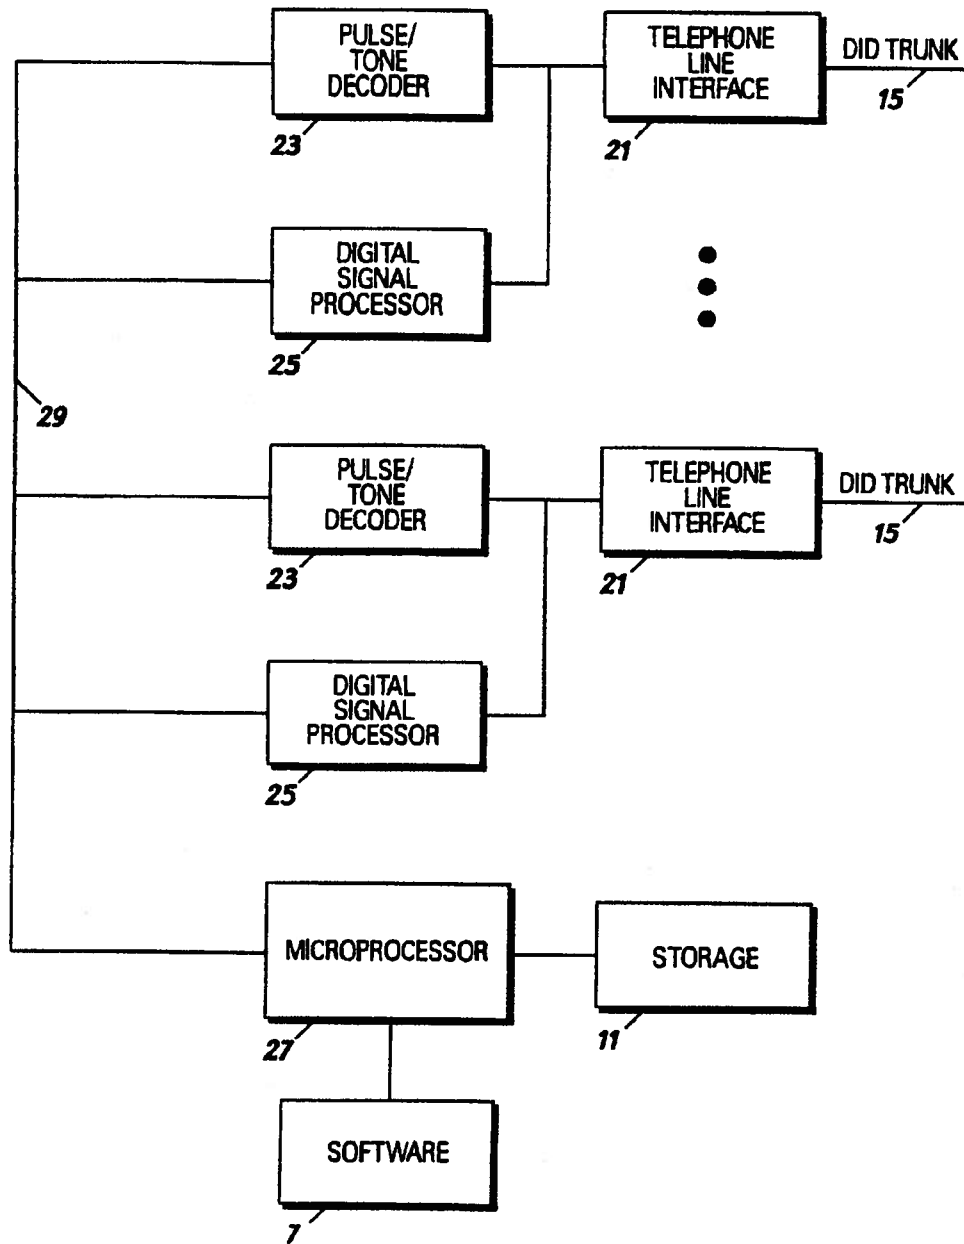 PULSE/
TONE
DECODER
23
TELEPHONE
LINE
INTERFACE
21
DID TRUNK
15
DIGITAL
SIGNAL
PROCESSOR
25
29
PULSE/
TONE
DECODER
23
TELEPHONE
LINE
INTERFACE
21
DID TRUNK
15
DIGITAL
SIGNAL
PROCESSOR
25
MICROPROCESSOR
27
STORAGE
11
SOFTWARE
7